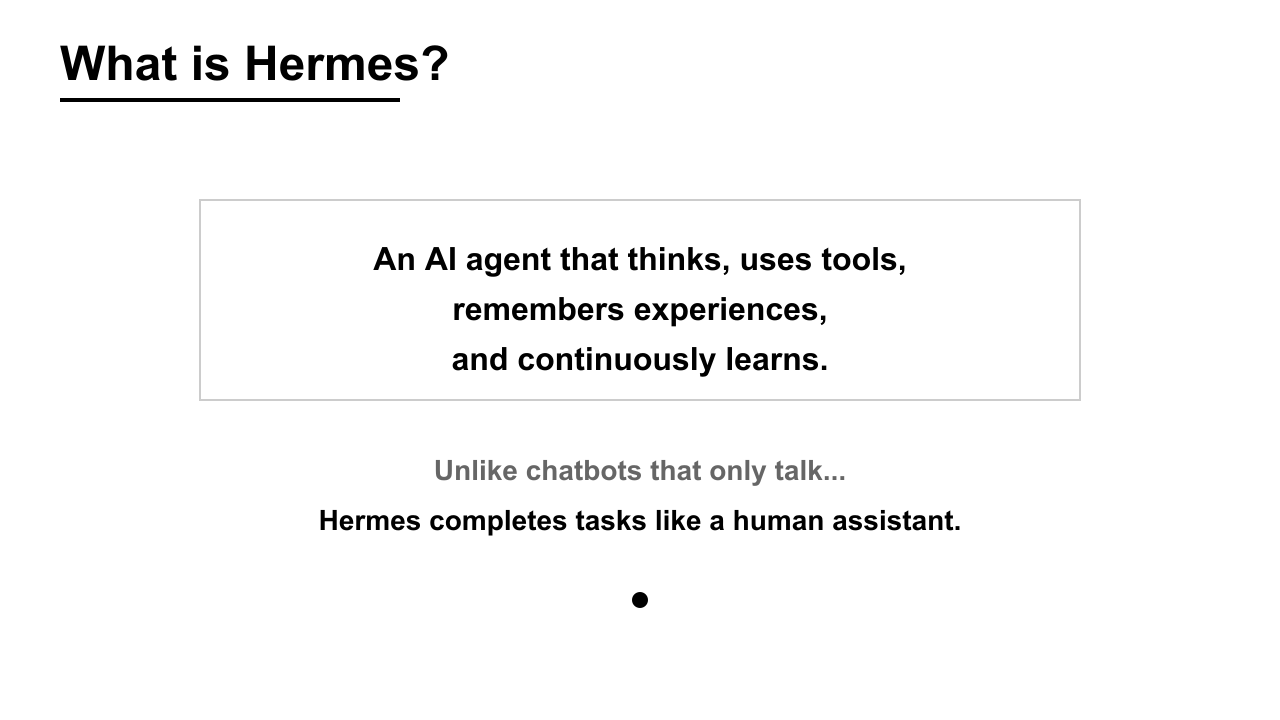 What is Hermes?
An AI agent that thinks, uses tools,
remembers experiences,
and continuously learns.
Unlike chatbots that only talk...
Hermes completes tasks like a human assistant.